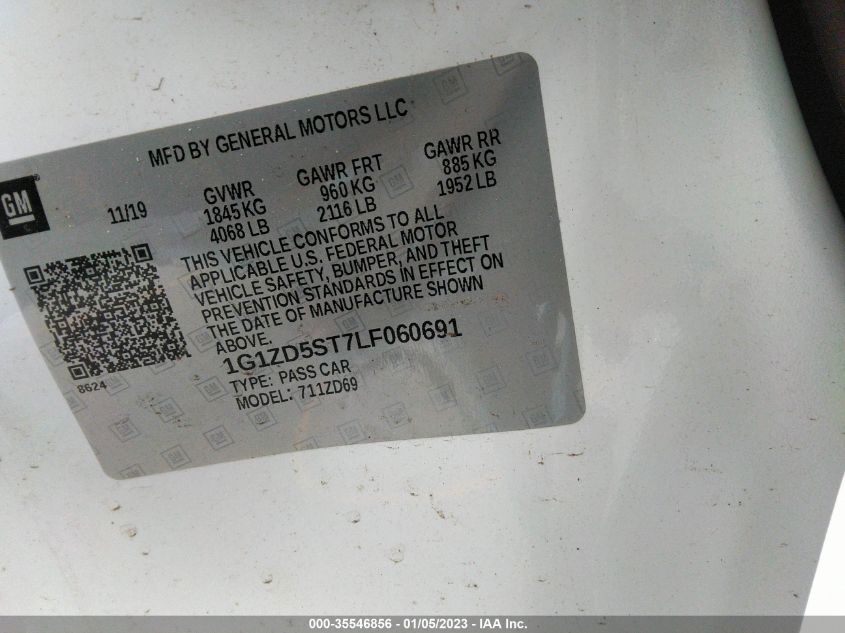 MFD BY GENERAL MOTORS LLC
GM
11/19 GVWR GAWR FRT GAWR RR
1845 KG 960 KG 885 KG
4068 LB 2116 LB 1952 LB
THIS VEHICLE CONFORMS TO ALL
APPLICABLE U.S. FEDERAL MOTOR
VEHICLE SAFETY, BUMPER, AND THEFT
PREVENTION STANDARDS IN EFFECT ON
THE DATE OF MANUFACTURE SHOWN
ABOVE.
1G1ZD5ST7LF060691
8624
TYPE: PASS CAR
MODEL: 711ZD69
000-35546856 - 01/05/2023 - IAA Inc.